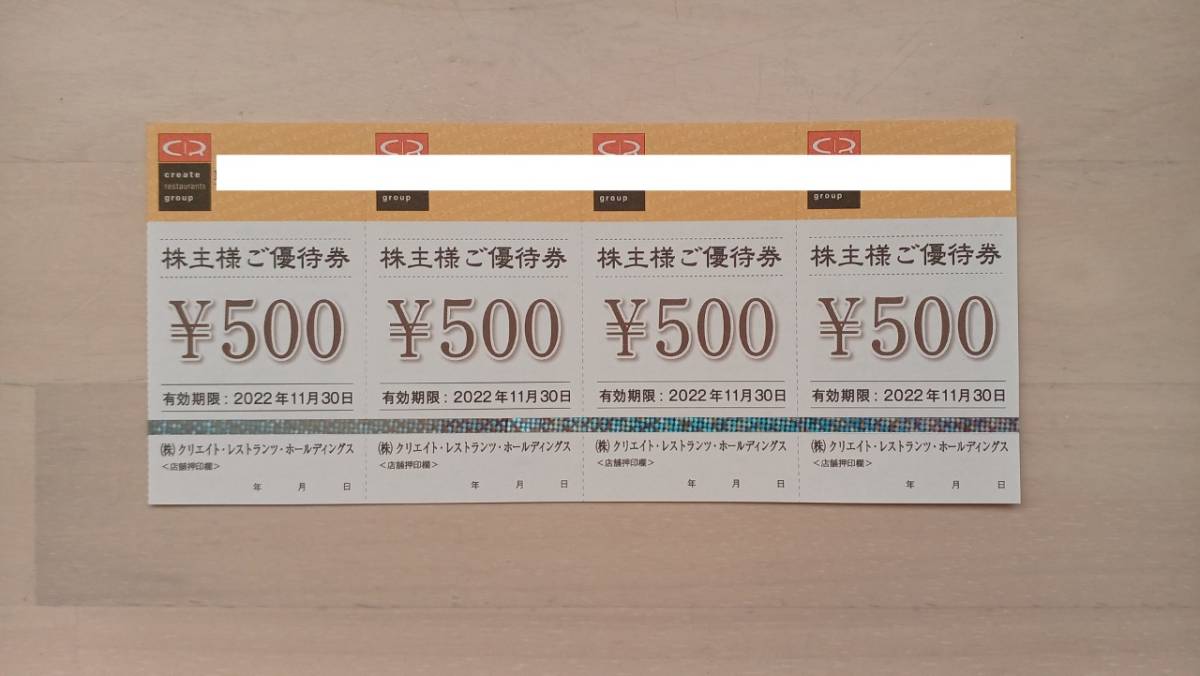 CR
create
restaurants
group
株主様ご優待券
¥500
有効期限：2022年11月30日
㈱クリエイト・レストランツ・ホールディングス
＜店舗押印欄＞
年 月 日
CR
group
株主様ご優待券
¥500
有効期限：2022年11月30日
㈱クリエイト・レストランツ・ホールディングス
＜店舗押印欄＞
年 月 日
CR
group
株主様ご優待券
¥500
有効期限：2022年11月30日
㈱クリエイト・レストランツ・ホールディングス
＜店舗押印欄＞
年 月 日
CR
group
株主様ご優待券
¥500
有効期限：2022年11月30日
㈱クリエイト・レストランツ・ホールディングス
＜店舗押印欄＞
年 月 日